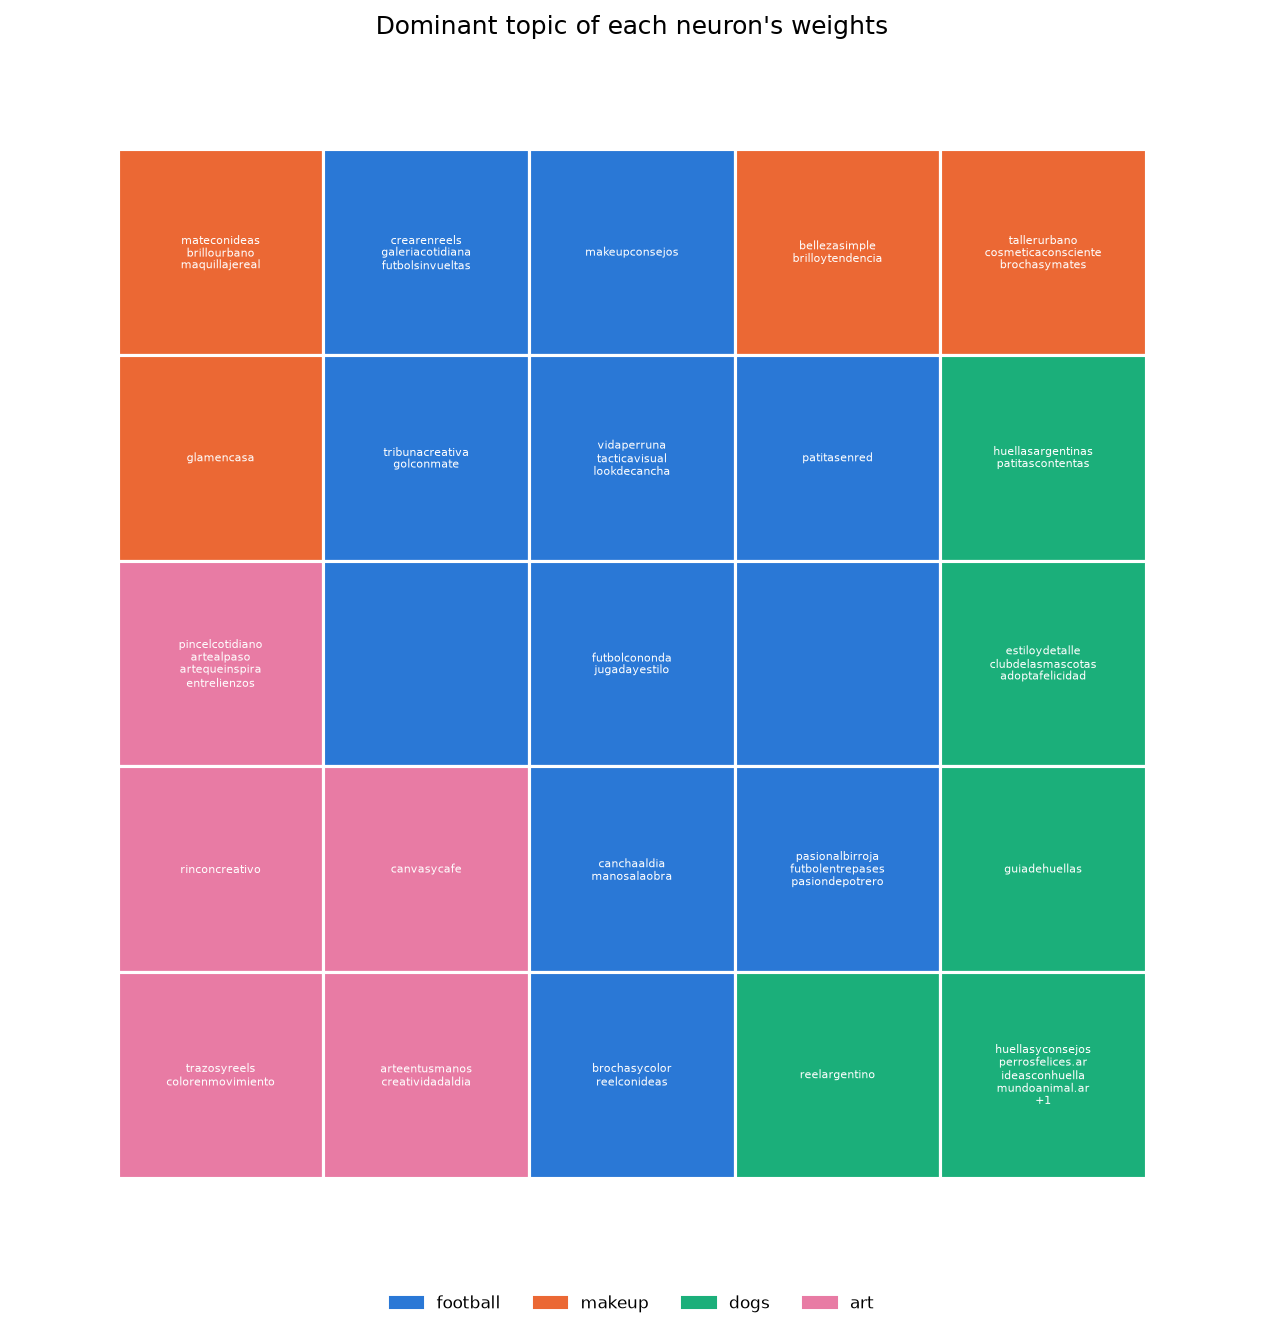 Dominant topic of each neuron's weights
mateconideas
brillourbano
maquillajereal
crearenreels
galeriacotidiana
futbolsinvueltas
makeupconsejos
bellezasimple
brilloytendencia
tallerurbano
cosmeticaconsciente
brochasymates
glamencasa
tribunacreativa
golconmate
vidaperruna
tacticavisual
lookdecancha
patitasenred
huellasargentinas
patitascontentas
pincelcotidiano
artealpaso
artequeinspira
entrelienzos
futbolcononda
jugadayestilo
estiloydetalle
clubdelasmascotas
adoptafelicidad
rinconcreativo
canvasycafe
canchaaldia
manosalaobra
pasionalbirroja
futbolentrepases
pasiondepotrero
guiadehuellas
trazosyreels
colorenmovimiento
arteentusmanos
creatividadaldia
brochasycolor
reelconideas
reelargentino
huellasyconsejos
perrosfelices.ar
ideasconhuella
mundoanimal.ar
+1
football
makeup
dogs
art